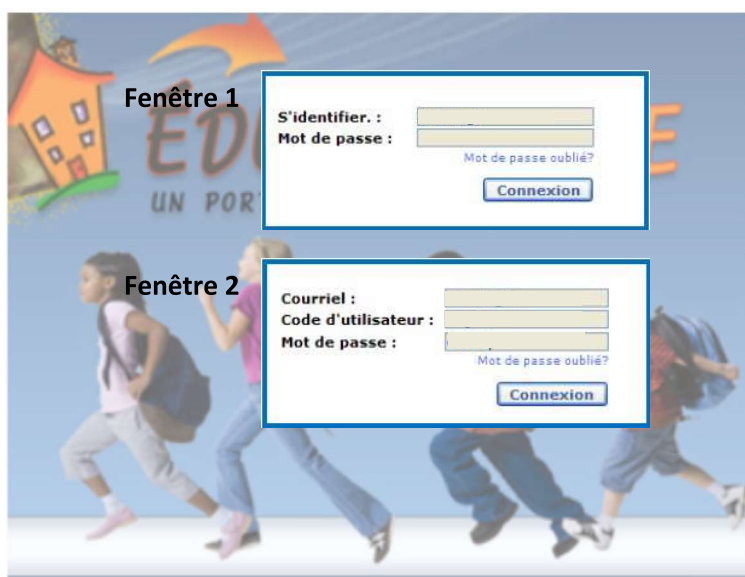 Fenêtre 1
S'identifier. :
Mot de passe :
Mot de passe oublié?
Connexion
UN
Fenêtre 2
Courriel :
Code d'utilisateur :
Mot de passe :
Mot de passe oublié?
Connexion